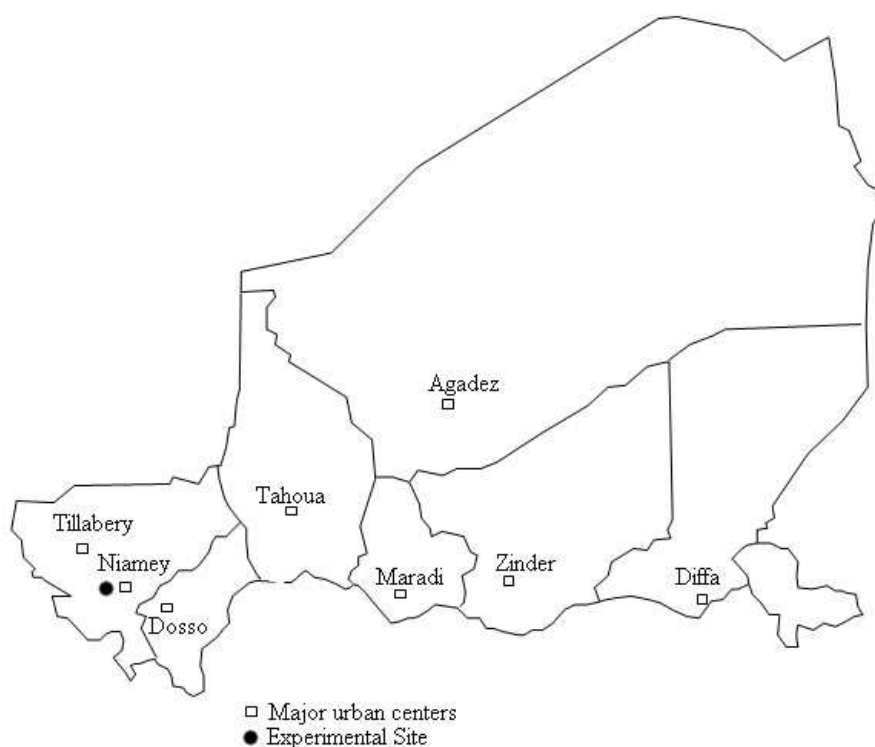 Agadez
Tahoua
Tillabery
Niamey
Maradi
Zinder
Diffa
Dosso
Major urban centers
Experimental Site